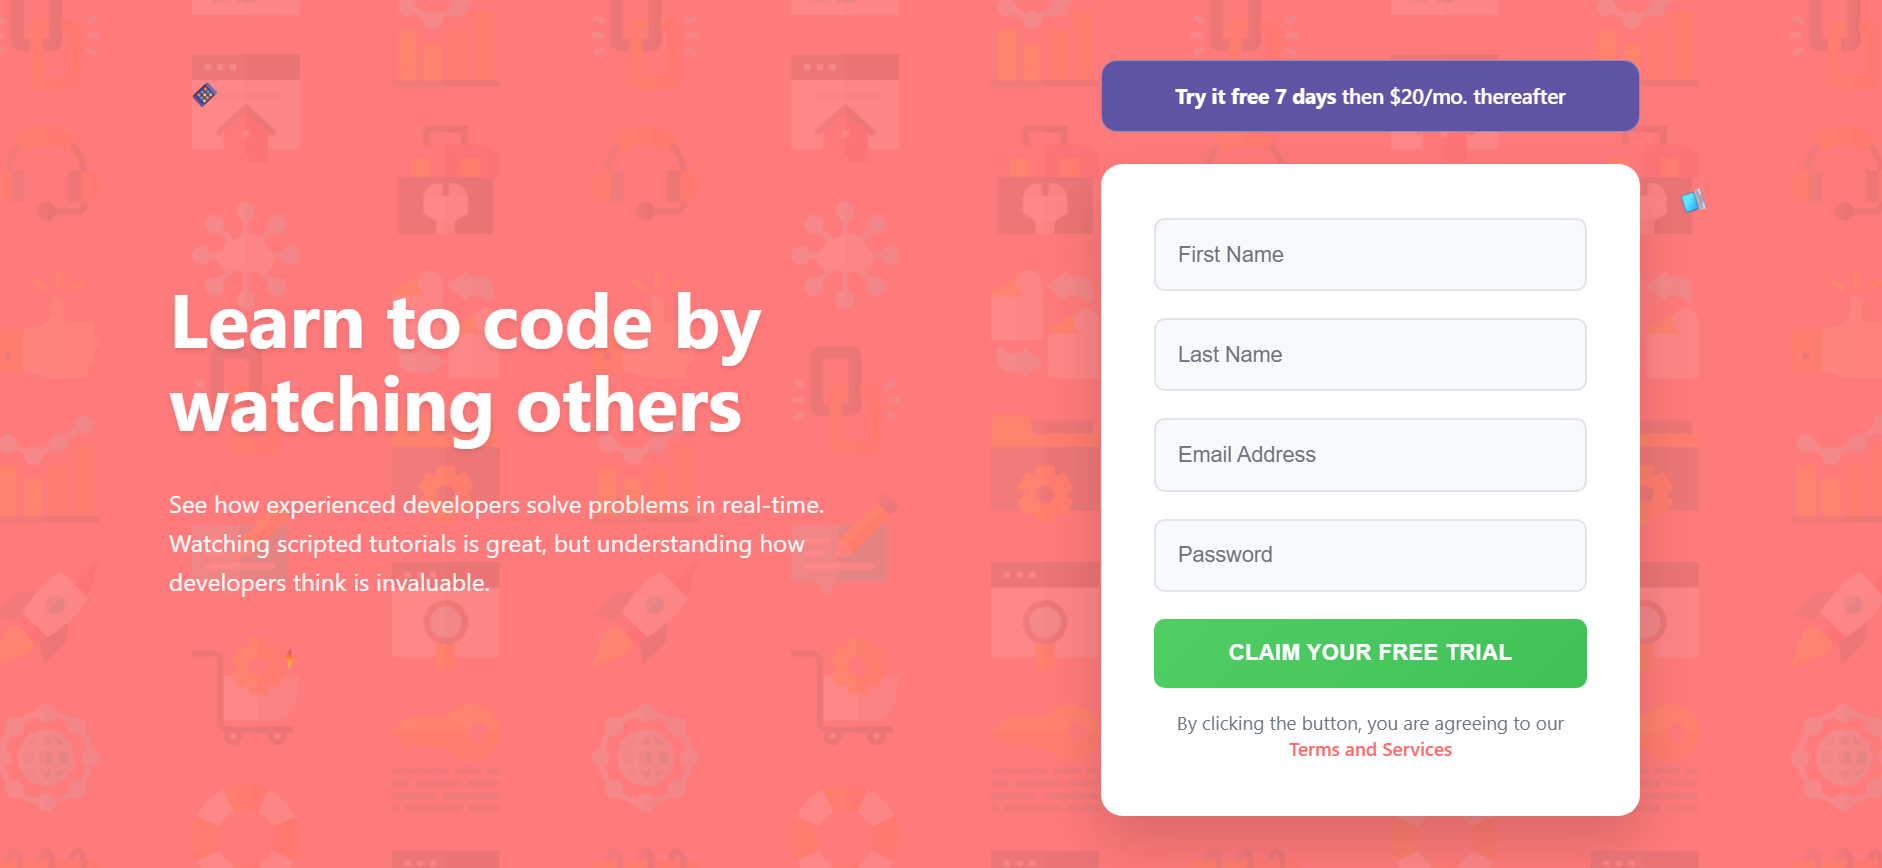 Learn to code by
watching others
See how experienced developers solve problems in real-time.
Watching scripted tutorials is great, but understanding how
developers think is invaluable.
Try it free 7 days then $20/mo. thereafter
First Name
Last Name
Email Address
Password
CLAIM YOUR FREE TRIAL
By clicking the button, you are agreeing to our
Terms and Services